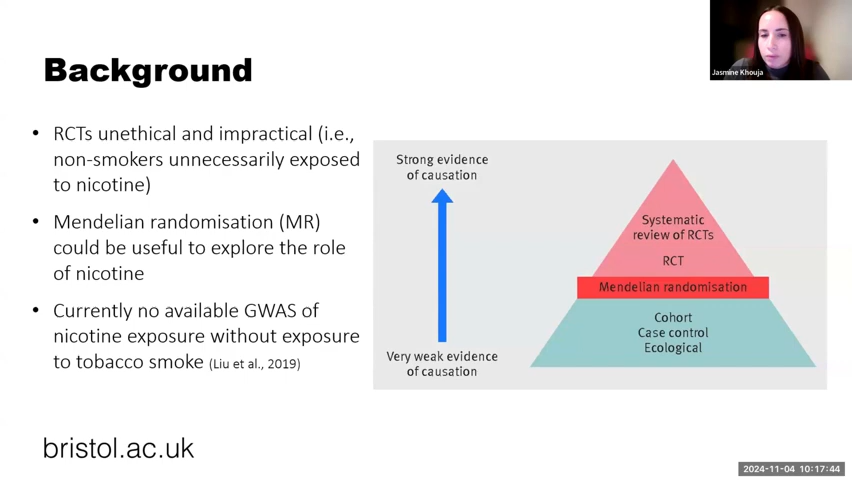 Background
• RCTs unethical and impractical (i.e.,
non-smokers unnecessarily exposed
to nicotine)
• Mendelian randomisation (MR)
could be useful to explore the role
of nicotine
• Currently no available GWAS of
nicotine exposure without exposure
to tobacco smoke (Liu et al., 2019)
Strong evidence
of causation
Very weak evidence
of causation
Systematic
review of RCTs
RCT
Mendelian randomisation
Cohort
Case control
Ecological
bristol.ac.uk
Jasmine Khouja
2024-11-04 10:17:44